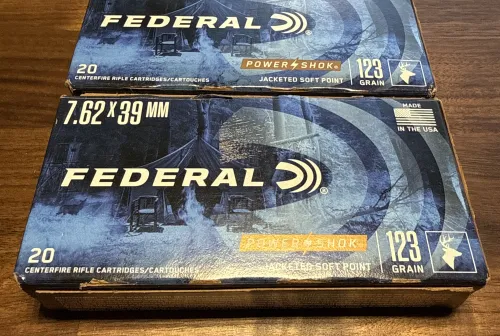 FEDERAL®
POWER SHOK®
20
CENTERFIRE RIFLE CARTRIDGES/CARTOUCHES
JACKETED SOFT POINT
123
GRAIN
7.62 x 39 MM
MADE
IN THE USA
FEDERAL®
POWER SHOK
20
CENTERFIRE RIFLE CARTRIDGES/CARTOUCHES
JACKETED SOFT POINT
123
GRAIN